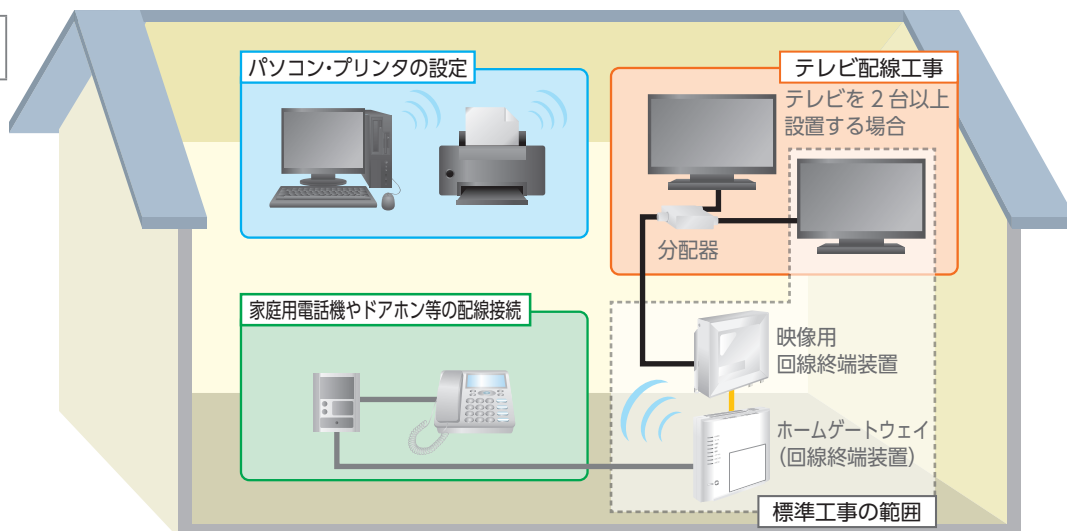 パソコン・プリンタの設定
テレビ配線工事
テレビを 2 台以上
設置する場合
分配器
家庭用電話機やドアホン等の配線接続
映像用
回線終端装置
ホームゲートウェイ
(回線終端装置)
標準工事の範囲